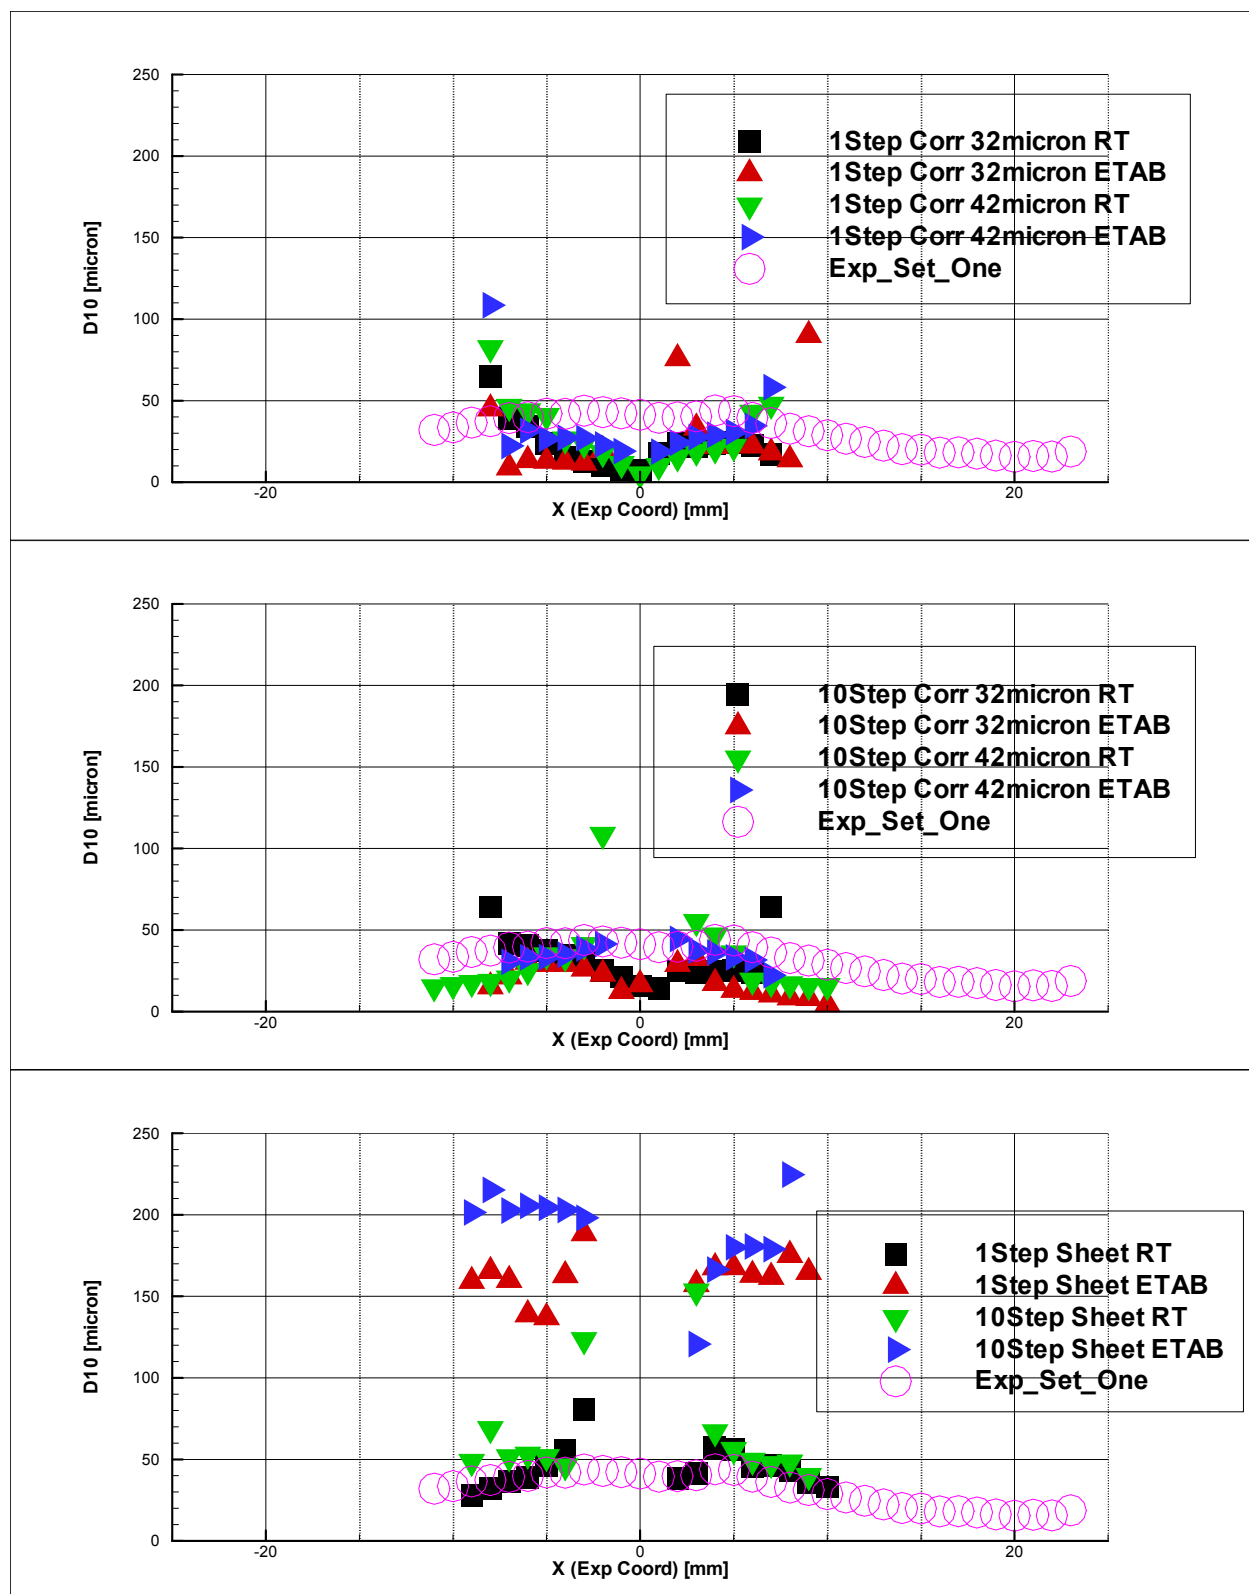 250
200
150
100
50
0
D10 [micron]
1Step Corr 32micron RT
1Step Corr 32micron ETAB
1Step Corr 42micron RT
1Step Corr 42micron ETAB
Exp_Set_One
-20 0 20
X (Exp Coord) [mm]
250
200
150
100
50
0
D10 [micron]
10Step Corr 32micron RT
10Step Corr 32micron ETAB
10Step Corr 42micron RT
10Step Corr 42micron ETAB
Exp_Set_One
-20 0 20
X (Exp Coord) [mm]
250
200
150
100
50
0
D10 [micron]
1Step Sheet RT
1Step Sheet ETAB
10Step Sheet RT
10Step Sheet ETAB
Exp_Set_One
-20 0 20
X (Exp Coord) [mm]